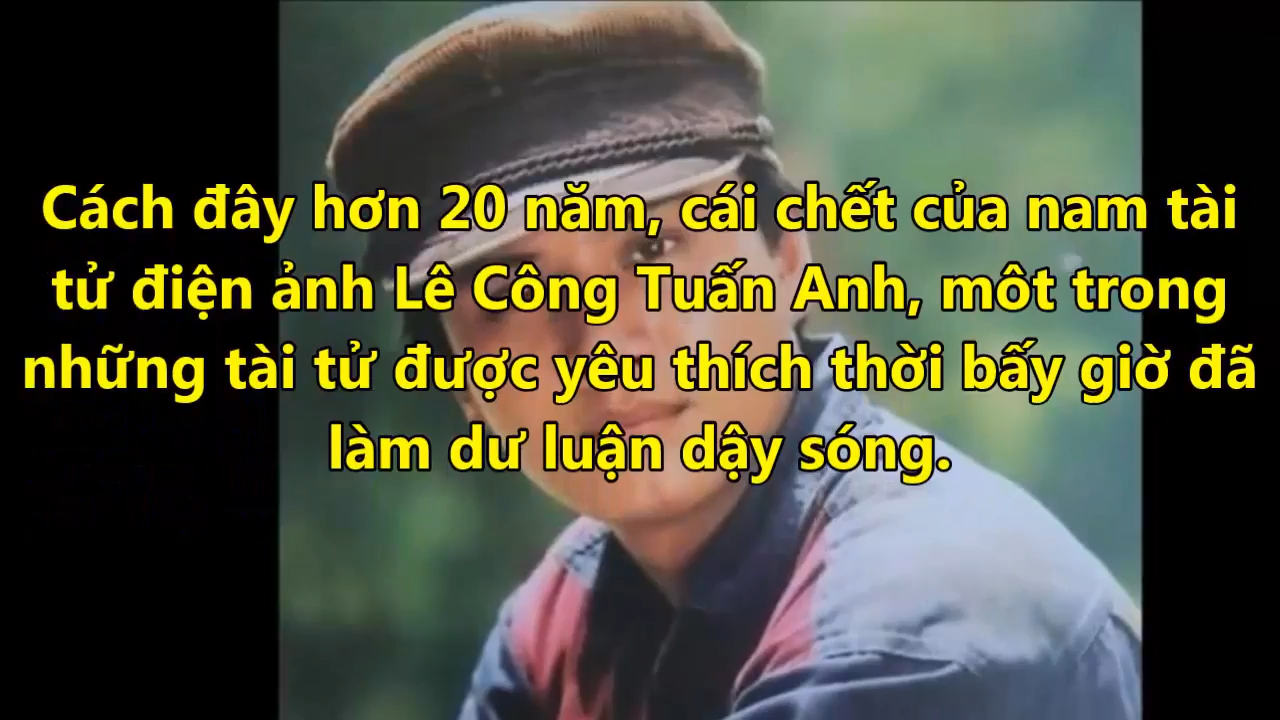 Cách đây hơn 20 năm, cái chết của nam tài
tử điện ảnh Lê Công Tuấn Anh, môt trong
những tài tử được yêu thích thời bấy giờ đã
làm dư luận dậy sóng.